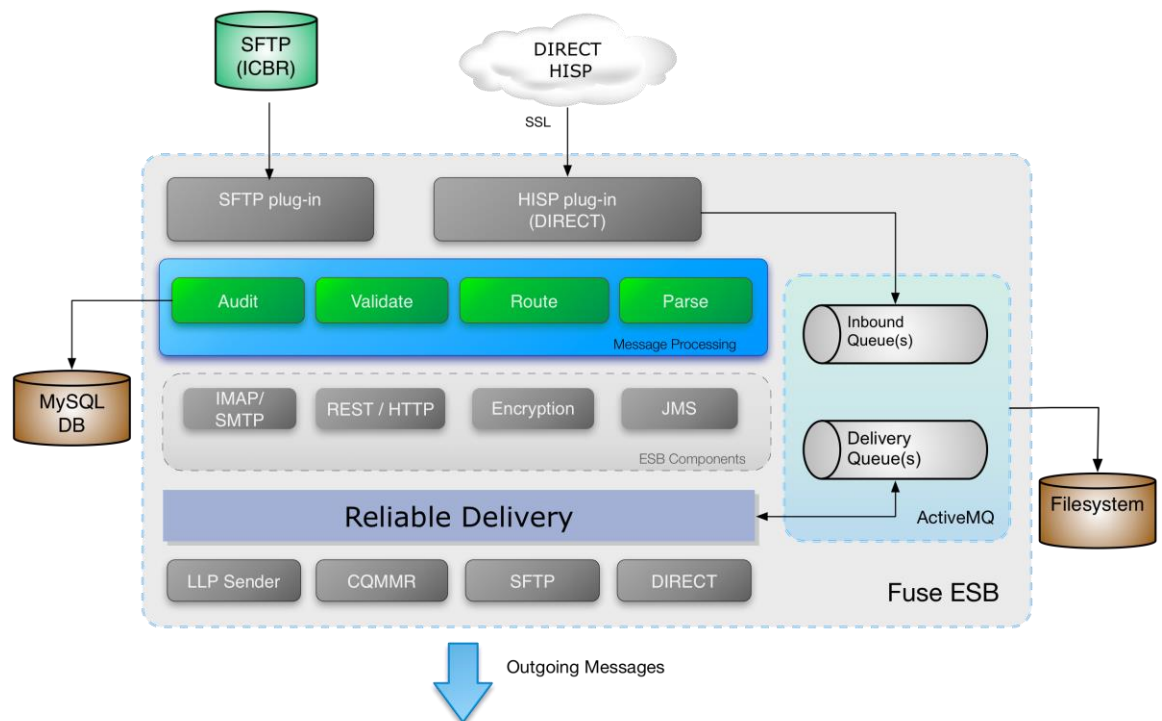 SFTP
(ICBR)
DIRECT
HISP
SSL
SFTP plug-in
HISP plug-in
(DIRECT)
Audit
Validate
Route
Parse
Message Processing
Inbound
Queue(s)
MySQL
DB
IMAP/
SMTP
REST / HTTP
Encryption
JMS
ESB Components
Delivery
Queue(s)
Filesystem
Reliable Delivery
ActiveMQ
LLP Sender
CQMMR
SFTP
DIRECT
Fuse ESB
Outgoing Messages